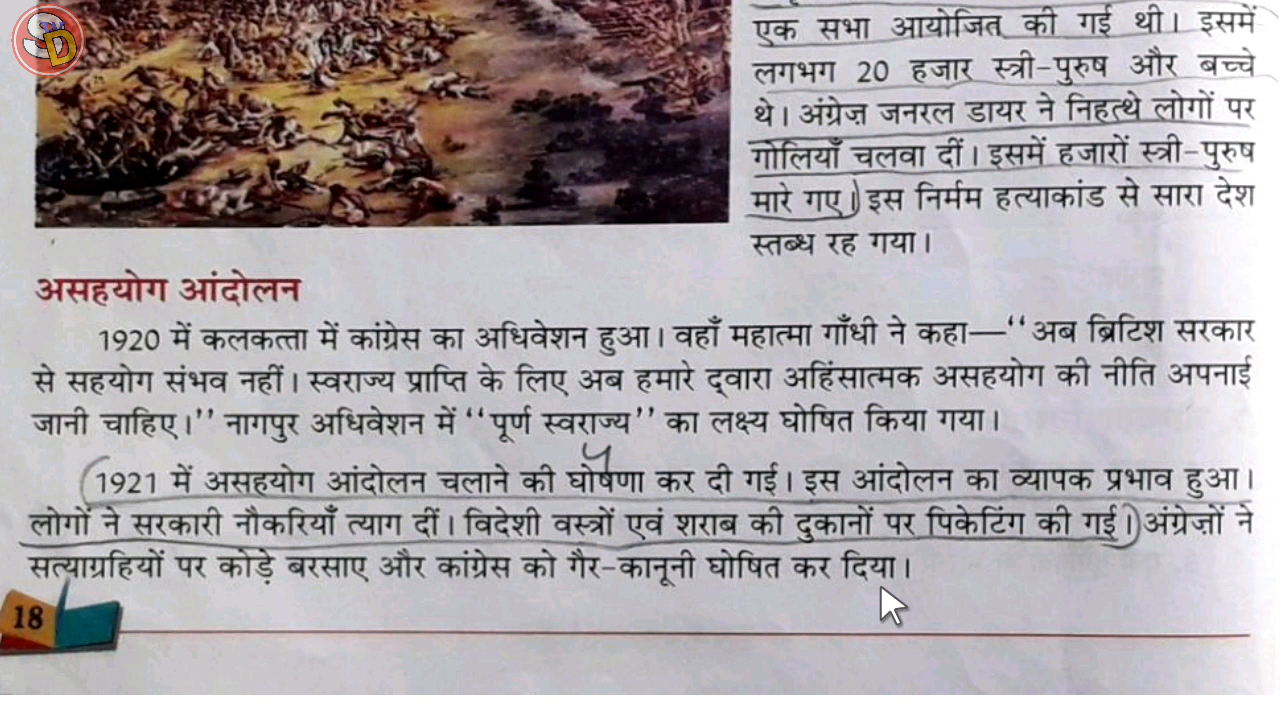 SD
एक सभा आयोजित की गई थी। इसमें
लगभग 20 हजार स्त्री-पुरुष और बच्चे
थे। अंग्रेज़ जनरल डायर ने निहत्थे लोगों पर
गोलियाँ चलवा दीं। इसमें हजारों स्त्री-पुरुष
मारे गए। इस निर्मम हत्याकांड से सारा देश
स्तब्ध रह गया।
असहयोग आंदोलन
1920 में कलकत्ता में कांग्रेस का अधिवेशन हुआ। वहाँ महात्मा गाँधी ने कहा—‘‘अब ब्रिटिश सरकार
से सहयोग संभव नहीं। स्वराज्य प्राप्ति के लिए अब हमारे द्‌वारा अहिंसात्मक असहयोग की नीति अपनाई
जानी चाहिए।’’ नागपुर अधिवेशन में ‘‘पूर्ण स्वराज्य’’ का लक्ष्य घोषित किया गया।
1921 में असहयोग आंदोलन चलाने की घोषणा कर दी गई। इस आंदोलन का व्यापक प्रभाव हुआ।
लोगों ने सरकारी नौकरियाँ त्याग दीं। विदेशी वस्त्रों एवं शराब की दुकानों पर पिकेटिंग की गई। अंग्रेज़ों ने
सत्याग्रहियों पर कोड़े बरसाए और कांग्रेस को गैर-कानूनी घोषित कर दिया।
18